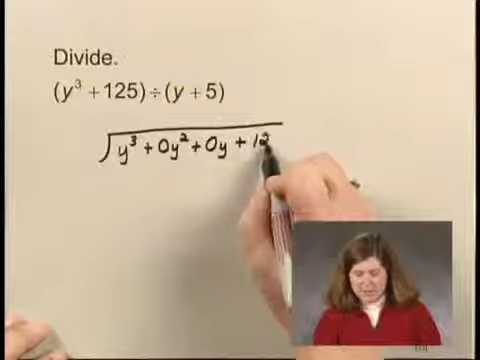 Divide.
(y³ + 125) ÷ (y + 5)
y³ + 0y² + 0y + 12